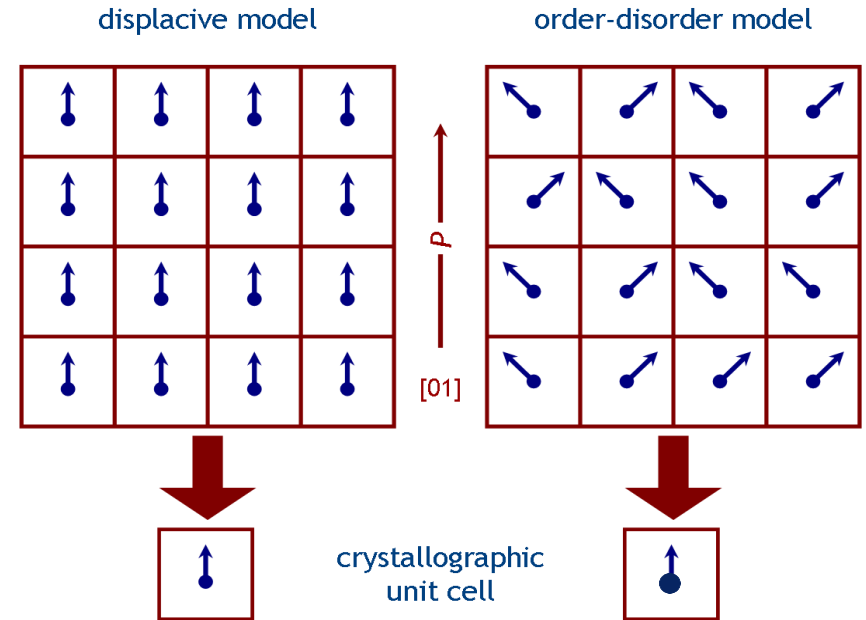 displacive model
order-disorder model
P
[01]
crystallographic
unit cell